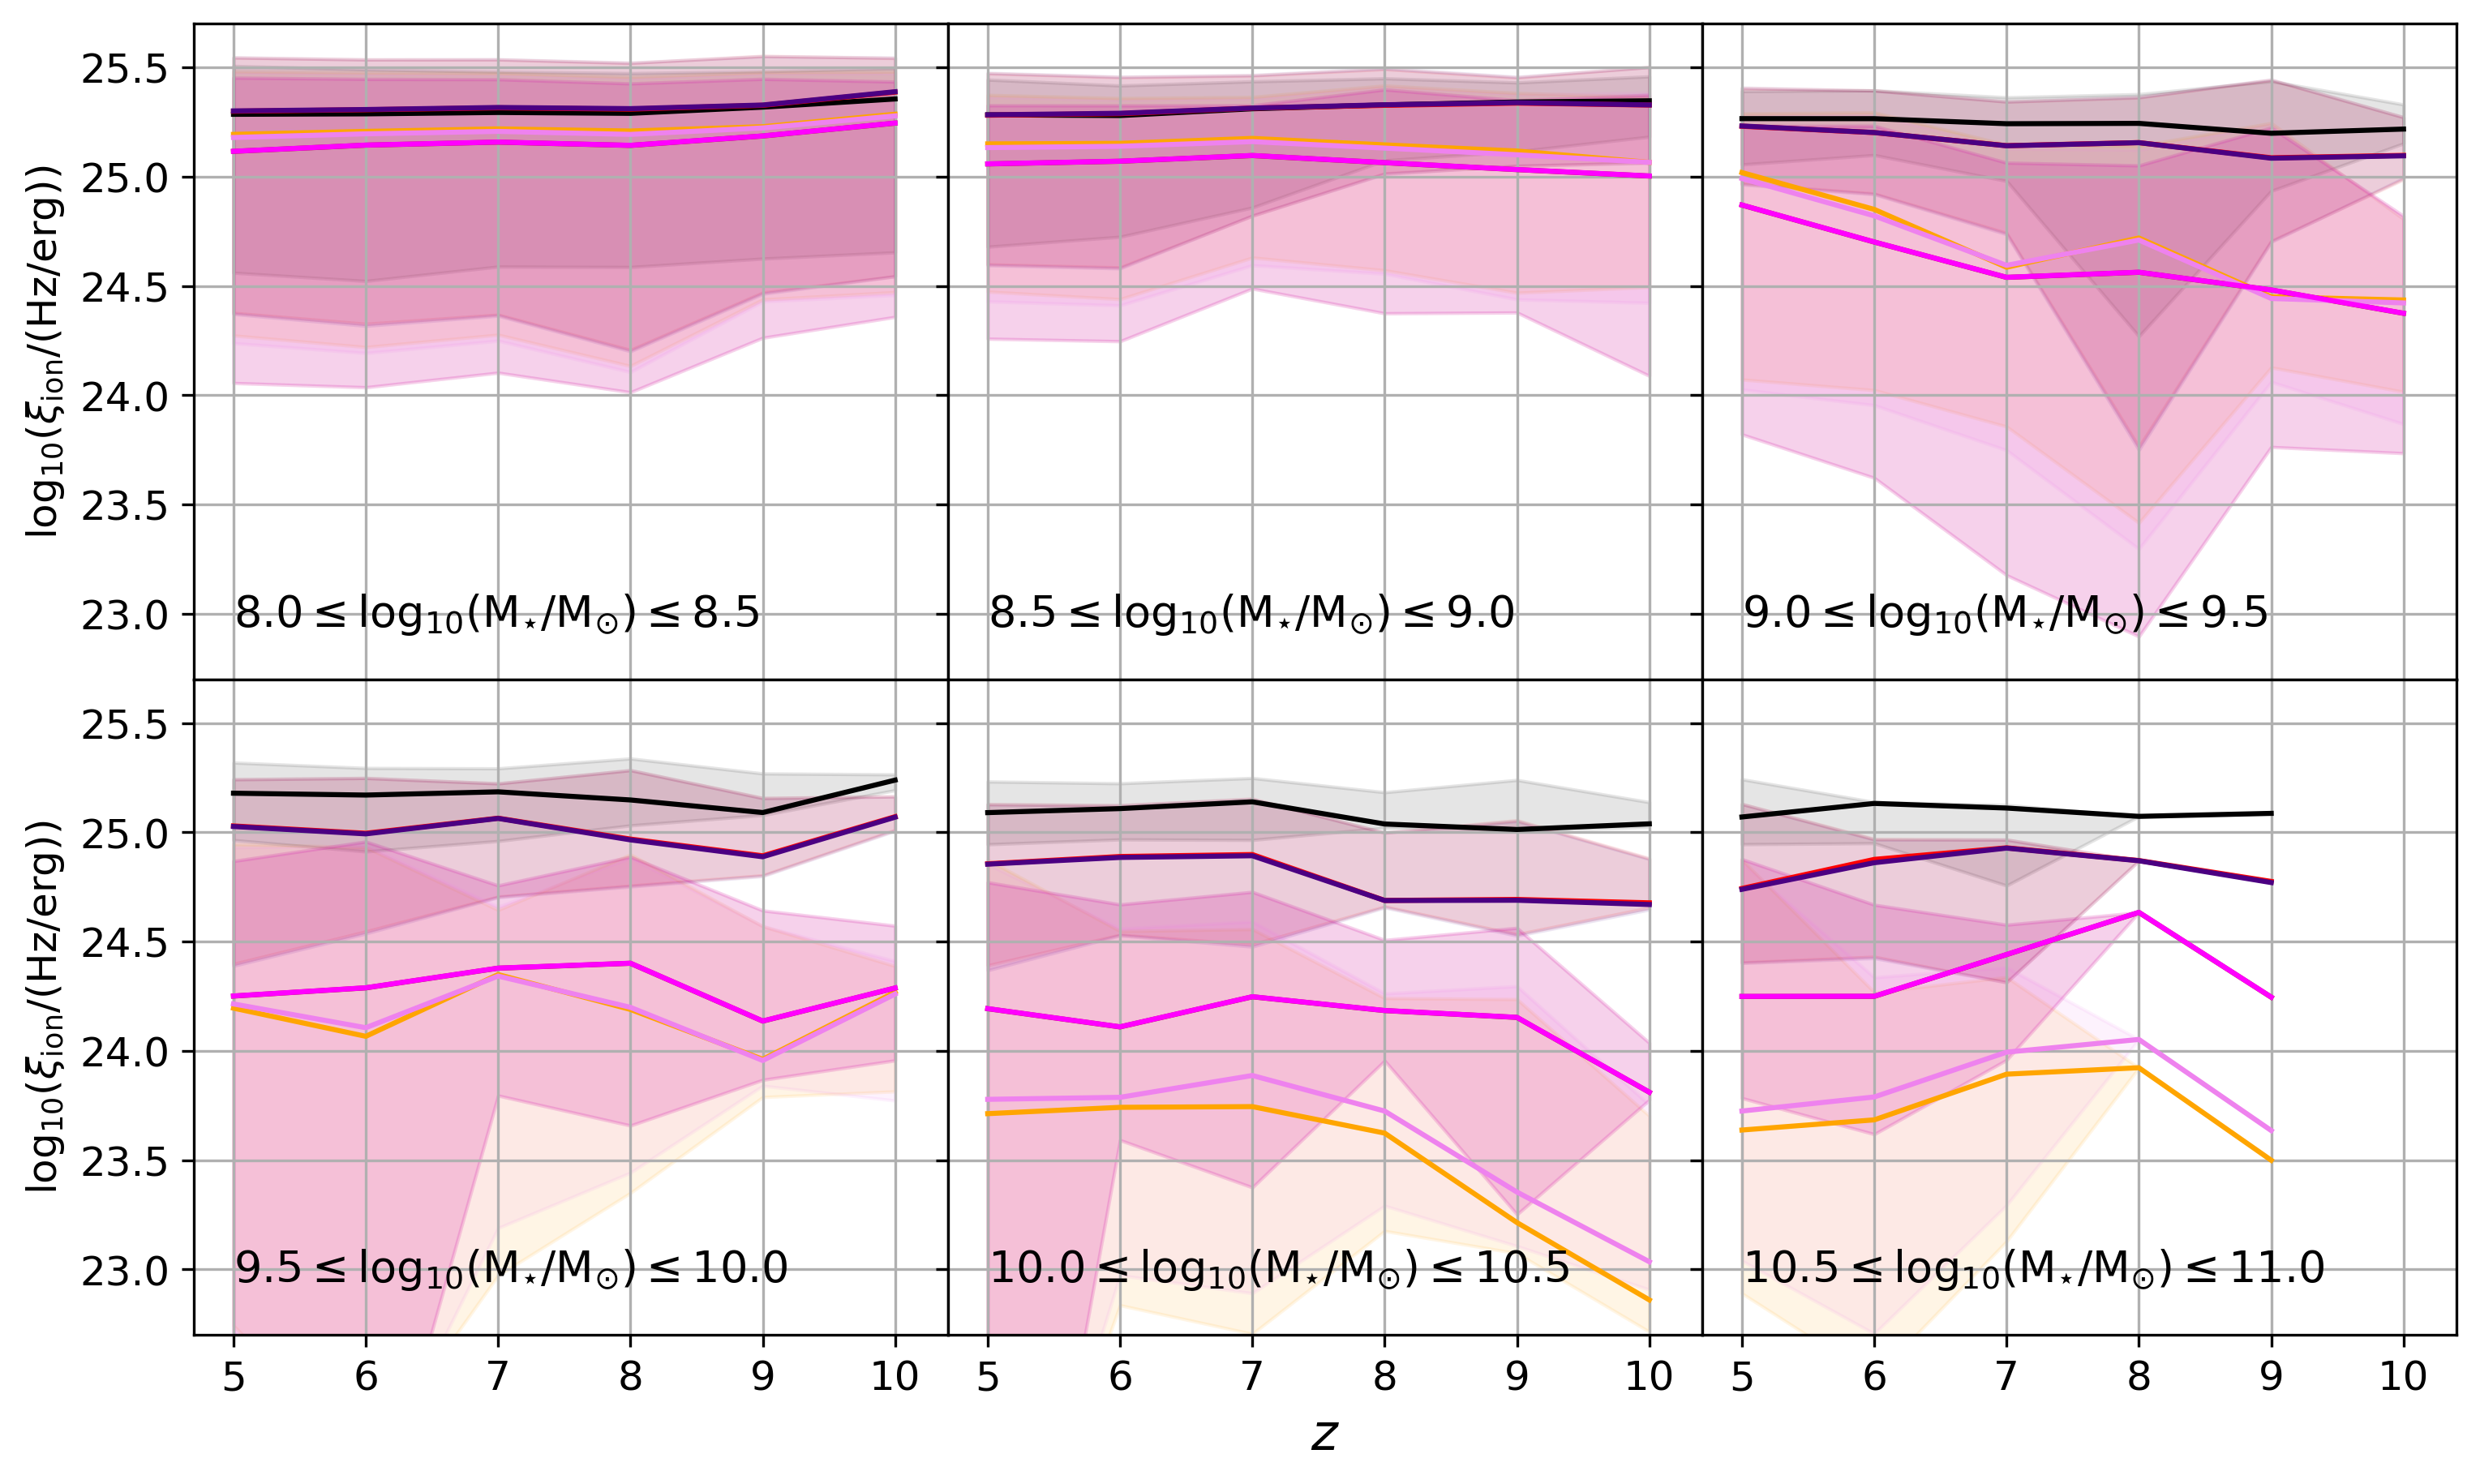 log₁₀(ξᵢₒₙ/(Hz/erg))
25.5
25.0
24.5
24.0
23.5
23.0
8.0 ≤ log₁₀(M⋆/M⊙) ≤ 8.5
8.5 ≤ log₁₀(M⋆/M⊙) ≤ 9.0
9.0 ≤ log₁₀(M⋆/M⊙) ≤ 9.5
log₁₀(ξᵢₒₙ/(Hz/erg))
25.5
25.0
24.5
24.0
23.5
23.0
9.5 ≤ log₁₀(M⋆/M⊙) ≤ 10.0
10.0 ≤ log₁₀(M⋆/M⊙) ≤ 10.5
10.5 ≤ log₁₀(M⋆/M⊙) ≤ 11.0
5 6 7 8 9 10
5 6 7 8 9 10
5 6 7 8 9 10
z